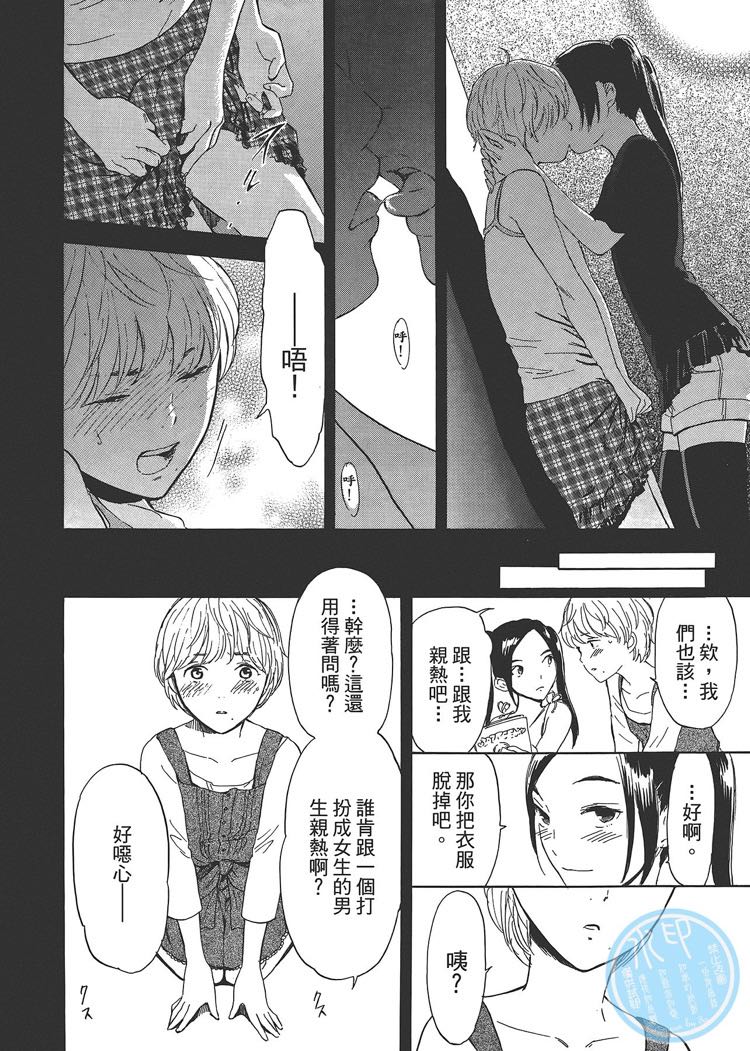 呼！
呼！
——唔！
…欸，我
們也該…
跟…跟我
親熱吧…
…好啊。
那你把衣服
脫掉吧。
咦？
…幹麼？這還
用得著問嗎？
誰肯跟一個打
扮成女生的男
生親熱啊？
好噁心——
クス
クス